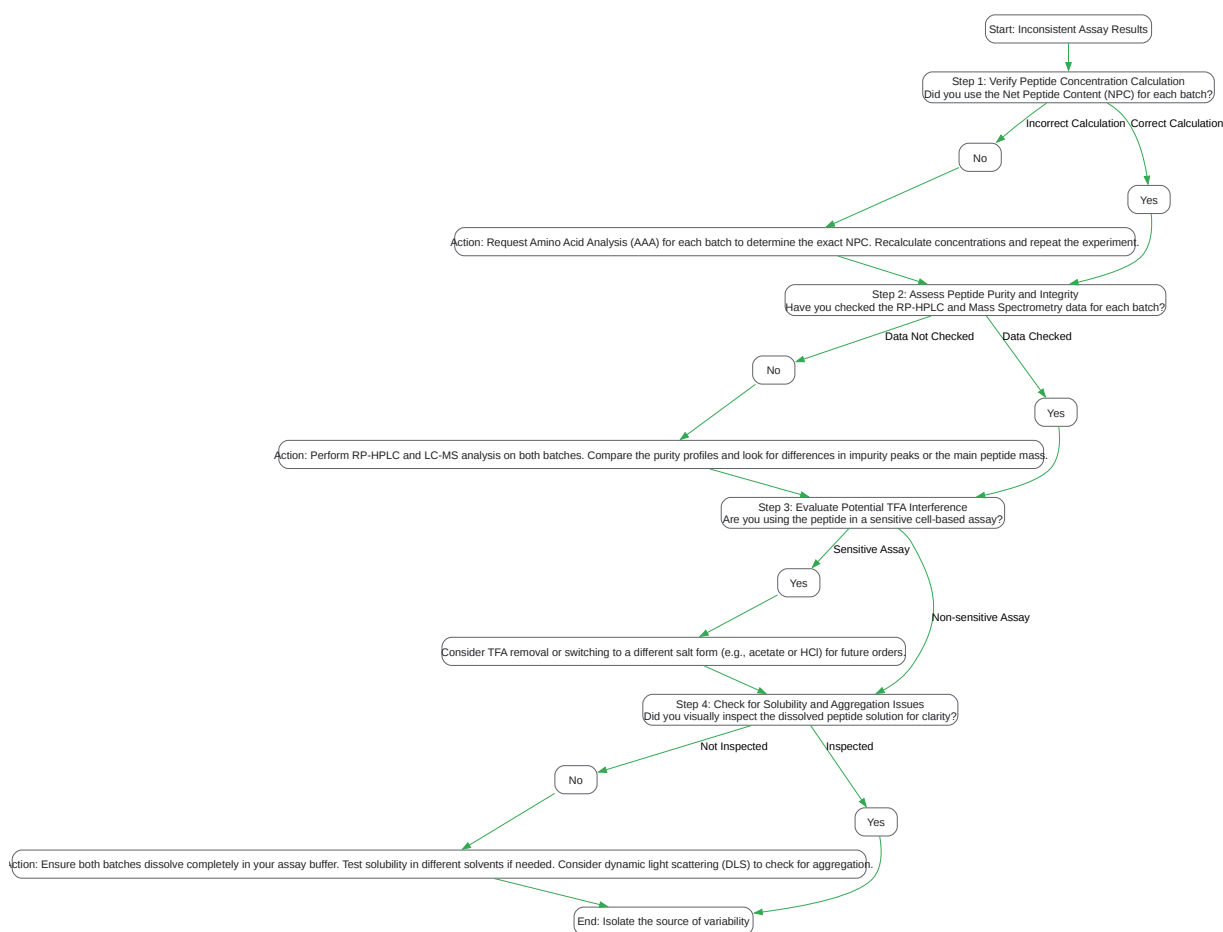 Start: Inconsistent Assay Results
Step 1: Verify Peptide Concentration Calculation
Did you use the Net Peptide Content (NPC) for each batch?
Incorrect Calculation
Correct Calculation
No
Yes
Action: Request Amino Acid Analysis (AAA) for each batch to determine the exact NPC. Recalculate concentrations and repeat the experiment.
Step 2: Assess Peptide Purity and Integrity
Have you checked the RP-HPLC and Mass Spectrometry data for each batch?
Data Not Checked
Data Checked
No
Yes
Action: Perform RP-HPLC and LC-MS analysis on both batches. Compare the purity profiles and look for differences in impurity peaks or the main peptide mass.
Step 3: Evaluate Potential TFA Interference
Are you using the peptide in a sensitive cell-based assay?
Sensitive Assay
Yes
Non-sensitive Assay
Consider TFA removal or switching to a different salt form (e.g., acetate or HCl) for future orders.
Step 4: Check for Solubility and Aggregation Issues
Did you visually inspect the dissolved peptide solution for clarity?
Not Inspected
Inspected
No
Yes
Action: Ensure both batches dissolve completely in your assay buffer. Test solubility in different solvents if needed. Consider dynamic light scattering (DLS) to check for aggregation.
End: Isolate the source of variability